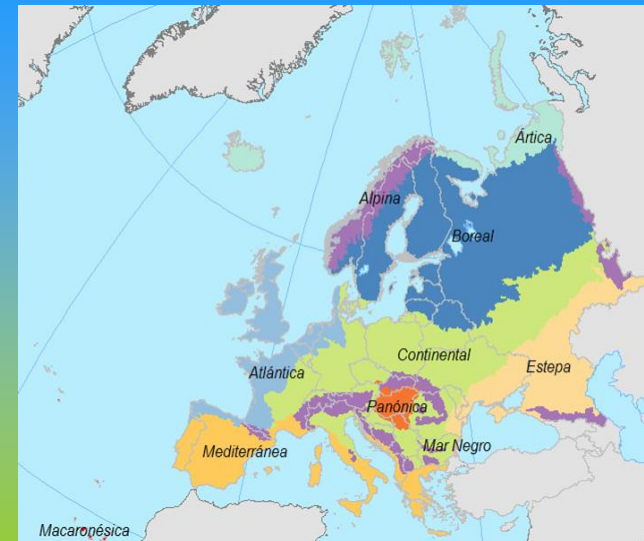 Ártica
Alpina
Boreal
Continental
Atlántica
Estepa
Panónica
Mar Negro
Mediterránea
Macaronésica